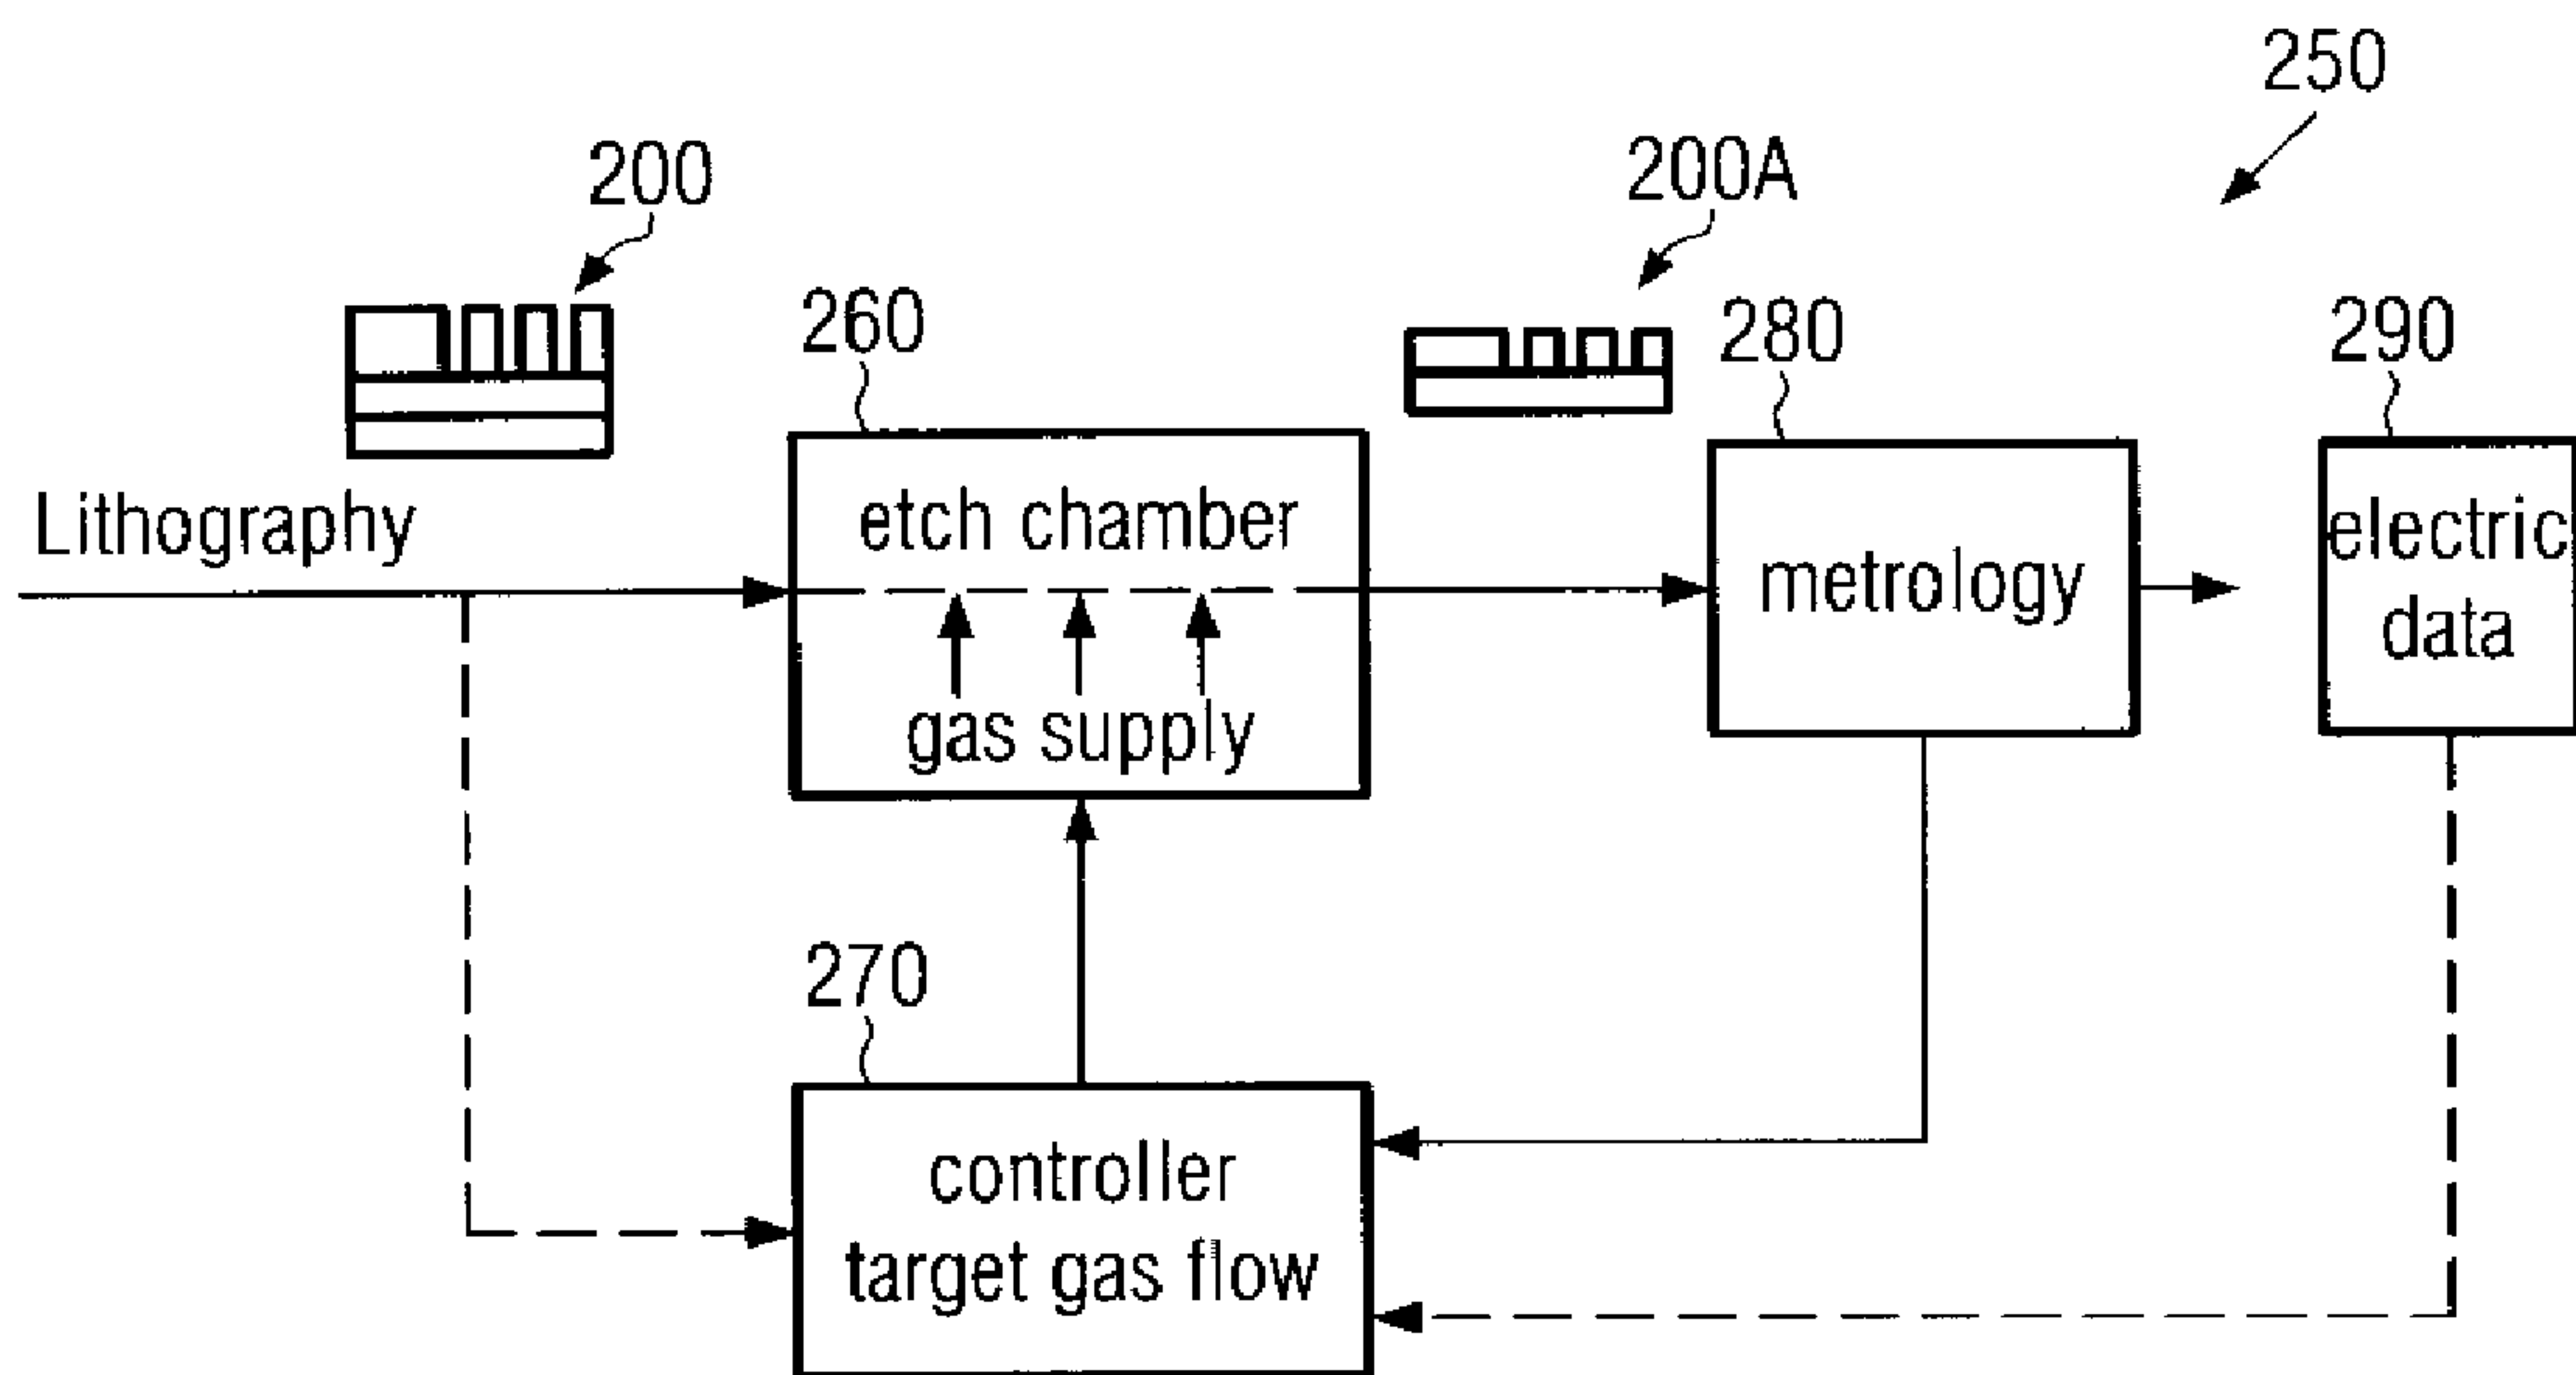 250
200
200A
260
280
290
Lithography
etch chamber
gas supply
metrology
electric
data
270
controller
target gas flow